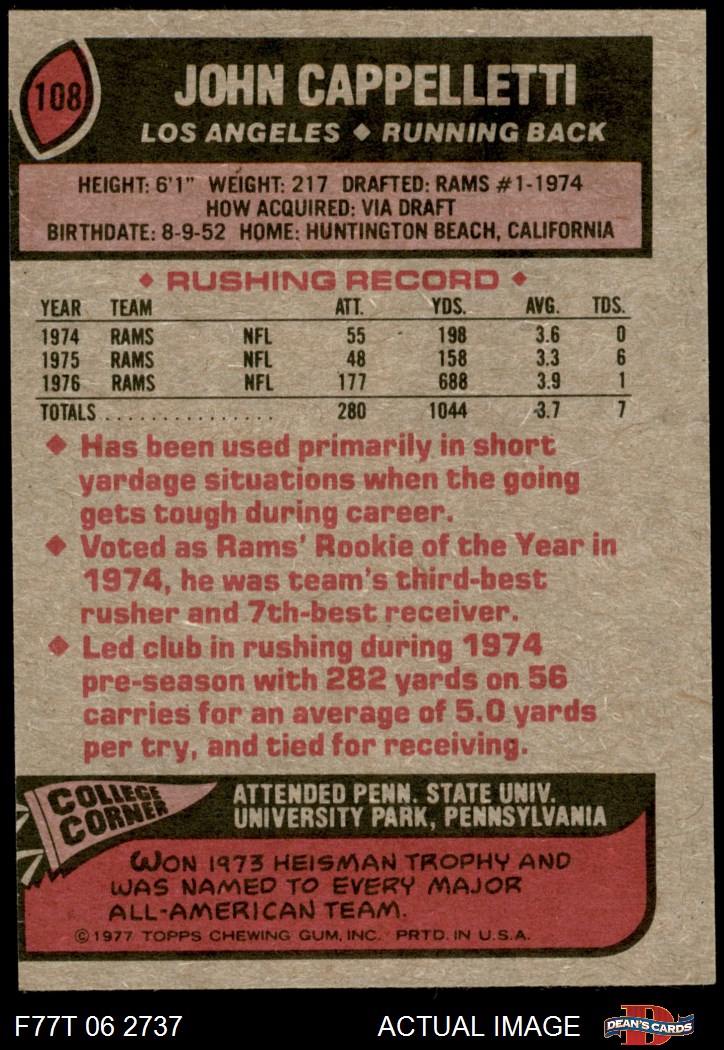 108
JOHN CAPPELLETTI
LOS ANGELES ◆ RUNNING BACK
HEIGHT: 6'1" WEIGHT: 217 DRAFTED: RAMS #1-1974
HOW ACQUIRED: VIA DRAFT
BIRTHDATE: 8-9-52 HOME: HUNTINGTON BEACH, CALIFORNIA
◆ RUSHING RECORD ◆
YEAR TEAM ATT. YDS. AVG. TDS.
1974 RAMS NFL 55 198 3.6 0
1975 RAMS NFL 48 158 3.3 6
1976 RAMS NFL 177 688 3.9 1
TOTALS ................ 280 1044 3.7 7
◆ Has been used primarily in short
yardage situations when the going
gets tough during career.
◆ Voted as Rams' Rookie of the Year in
1974, he was team's third-best
rusher and 7th-best receiver.
◆ Led club in rushing during 1974
pre-season with 282 yards on 56
carries for an average of 5.0 yards
per try, and tied for receiving.
COLLEGE
CORNER
ATTENDED PENN. STATE UNIV.
UNIVERSITY PARK, PENNSYLVANIA
WON 1973 HEISMAN TROPHY AND
WAS NAMED TO EVERY MAJOR
ALL-AMERICAN TEAM.
©1977 TOPPS CHEWING GUM, INC. PRTD. IN U.S.A.
F77T 06 2737 ACTUAL IMAGE
D
DEAN'S CARDS